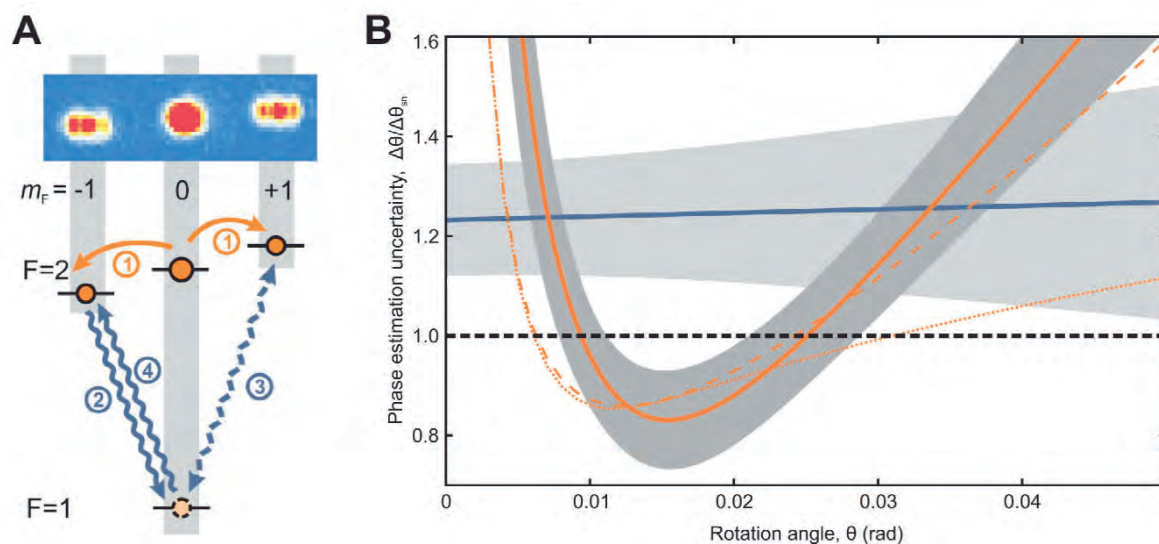 A
m_F = -1 0 +1
1 1
F=2
2 4 3
F=1
B
Phase estimation uncertainty, Δθ/Δθ_sn
1.6
1.4
1.2
1.0
0.8
0 0.01 0.02 0.03 0.04
Rotation angle, θ (rad)